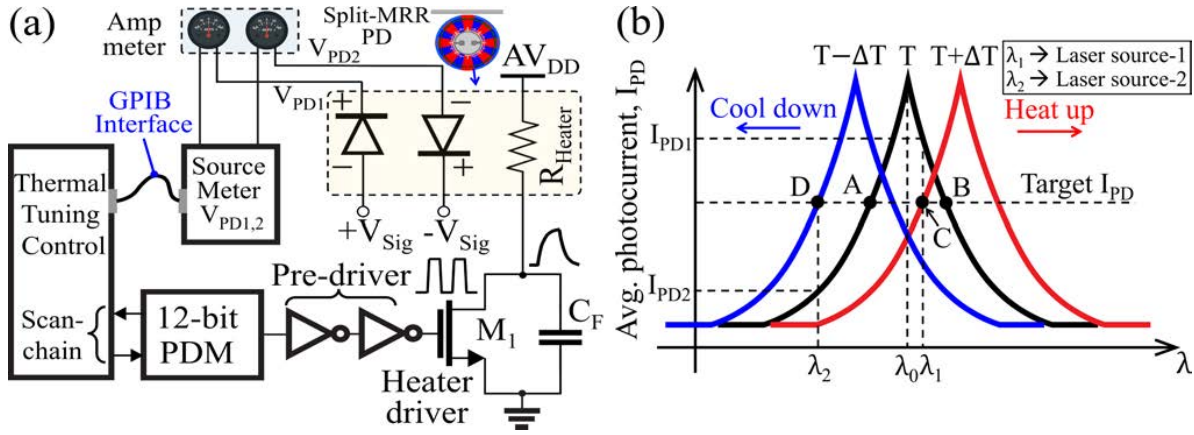 (a)
Amp
meter
Split-MRR
PD
V_PD2
AV_DD
V_PD1
GPIB
Interface
+
−
−
+
R_Heater
Thermal
Tuning
Control
Source
Meter
V_PD1,2
+V_Sig
-V_Sig
Pre-driver
Scan-
chain
12-bit
PDM
M_1
C_F
Heater
driver
(b)
T−ΔT
T
T+ΔT
λ_1 → Laser source-1
λ_2 → Laser source-2
Cool down
Heat up
Avg. photocurrent, I_PD
I_PD1
Target I_PD
D
A
B
C
I_PD2
λ_2
λ_0
λ_1
λ